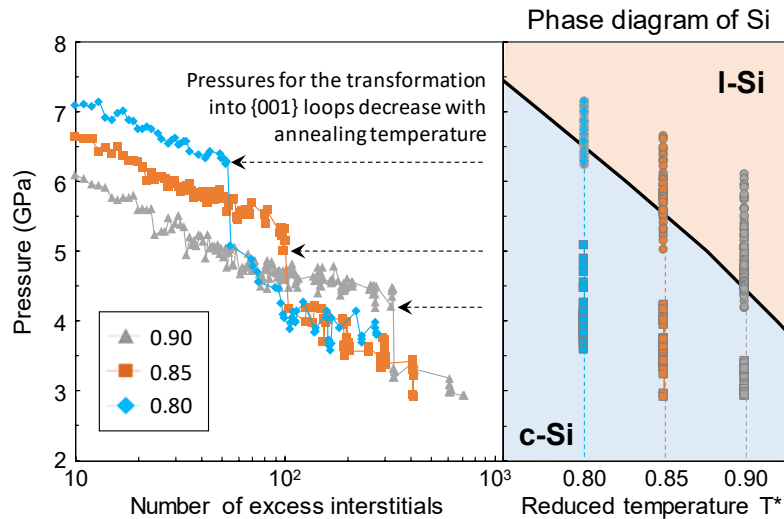 Phase diagram of Si
8
7
6
5
4
3
2
Pressure (GPa)
Pressures for the transformation
into {001} loops decrease with
annealing temperature
0.90
0.85
0.80
10
10²
10³
Number of excess interstitials
l-Si
c-Si
0.80
0.85
0.90
Reduced temperature T*